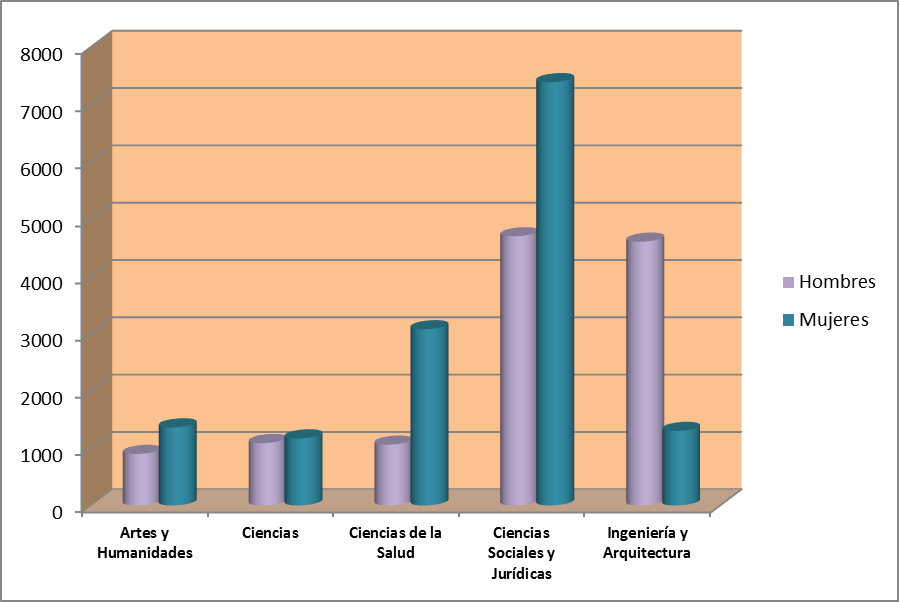 8000
7000
6000
5000
4000
3000
2000
1000
0
Artes y
Humanidades
Ciencias
Ciencias de la
Salud
Ciencias
Sociales y
Jurídicas
Ingeniería y
Arquitectura
Hombres
Mujeres